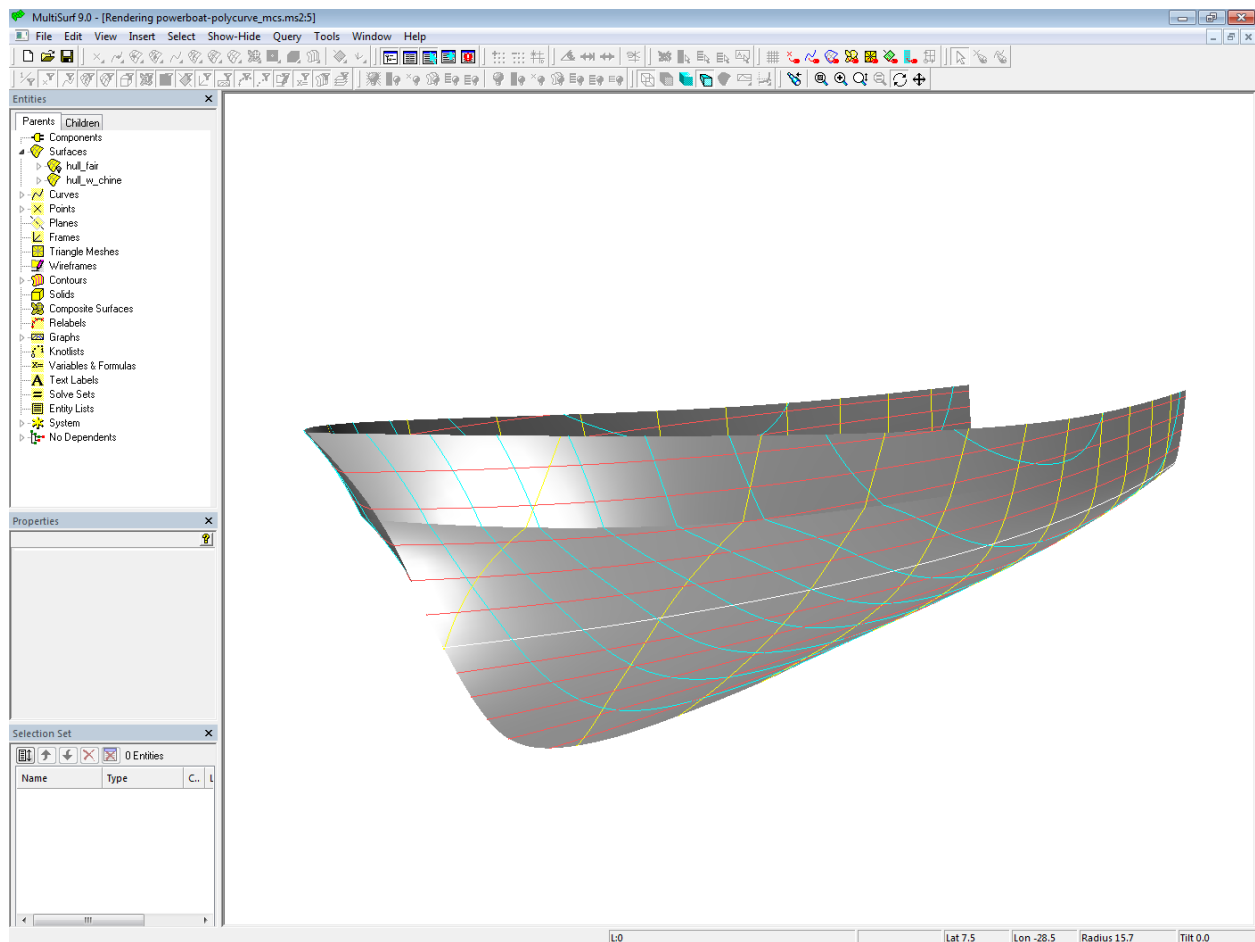 MultiSurf 9.0 - [Rendering powerboat-polycurve_mcs.ms2:5]
File Edit View Insert Select Show-Hide Query Tools Window Help
Entities
Parents Children
Components
Surfaces
hull_fair
hull_w_chine
Curves
Points
Planes
Frames
Triangle Meshes
Wireframes
Contours
Solids
Composite Surfaces
Relabels
Graphs
Knotlists
Variables & Formulas
Text Labels
Solve Sets
Entity Lists
System
No Dependents
Properties
Selection Set
0 Entities
Name Type C.. L
L:0 Lat 7.5 Lon -28.5 Radius 15.7 Tilt 0.0